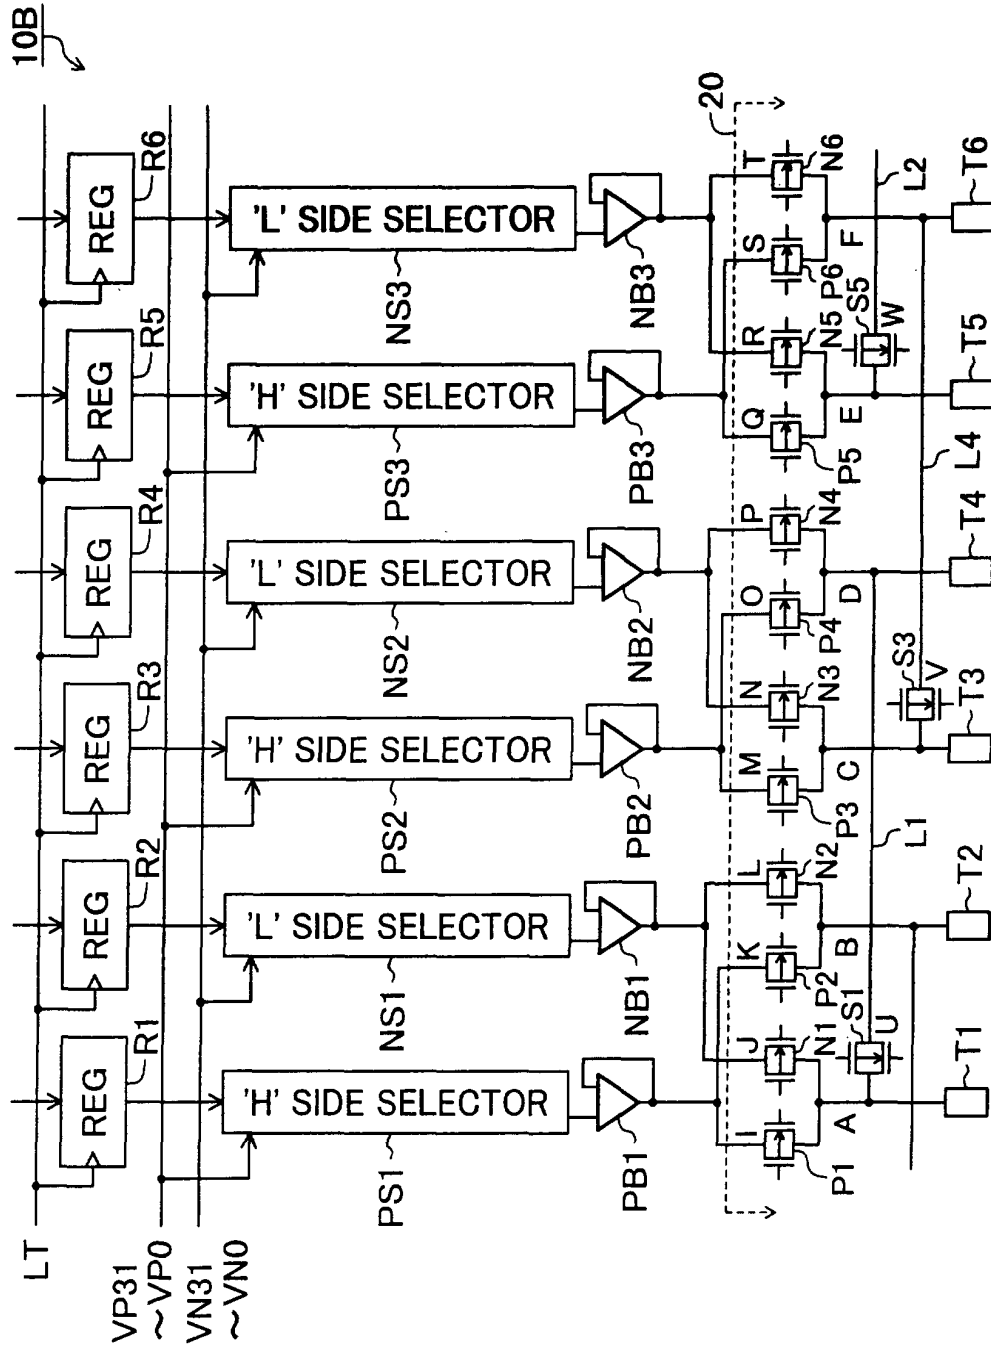 10B
LT
VP31
~VP0
VN31
~VN0
REG
REG
REG
REG
REG
REG
R1
R2
R3
R4
R5
R6
'H' SIDE SELECTOR
'L' SIDE SELECTOR
'H' SIDE SELECTOR
'L' SIDE SELECTOR
'H' SIDE SELECTOR
'L' SIDE SELECTOR
PS1
NS1
PS2
NS2
PS3
NS3
PB1
NB1
PB2
NB2
PB3
NB3
20
I
J
K
L
M
N
O
P
Q
R
S
T
P1
N1
P2
N2
P3
N3
P4
N4
P5
N5
P6
N6
A
B
C
D
E
F
S1
U
S3
V
S5
W
L1
L4
L2
T1
T2
T3
T4
T5
T6